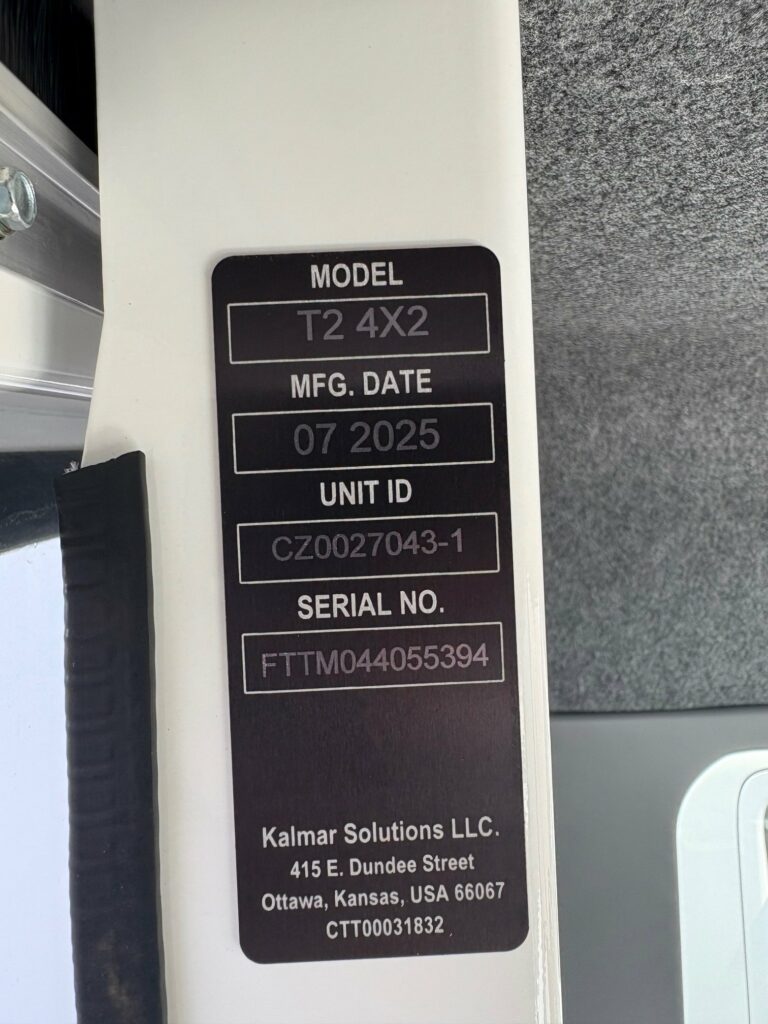 MODEL
T2 4X2
MFG. DATE
07 2025
UNIT ID
CZ0027043-1
SERIAL NO.
FTTM044055394
Kalmar Solutions LLC.
415 E. Dundee Street
Ottawa, Kansas, USA 66067
CTT00031832